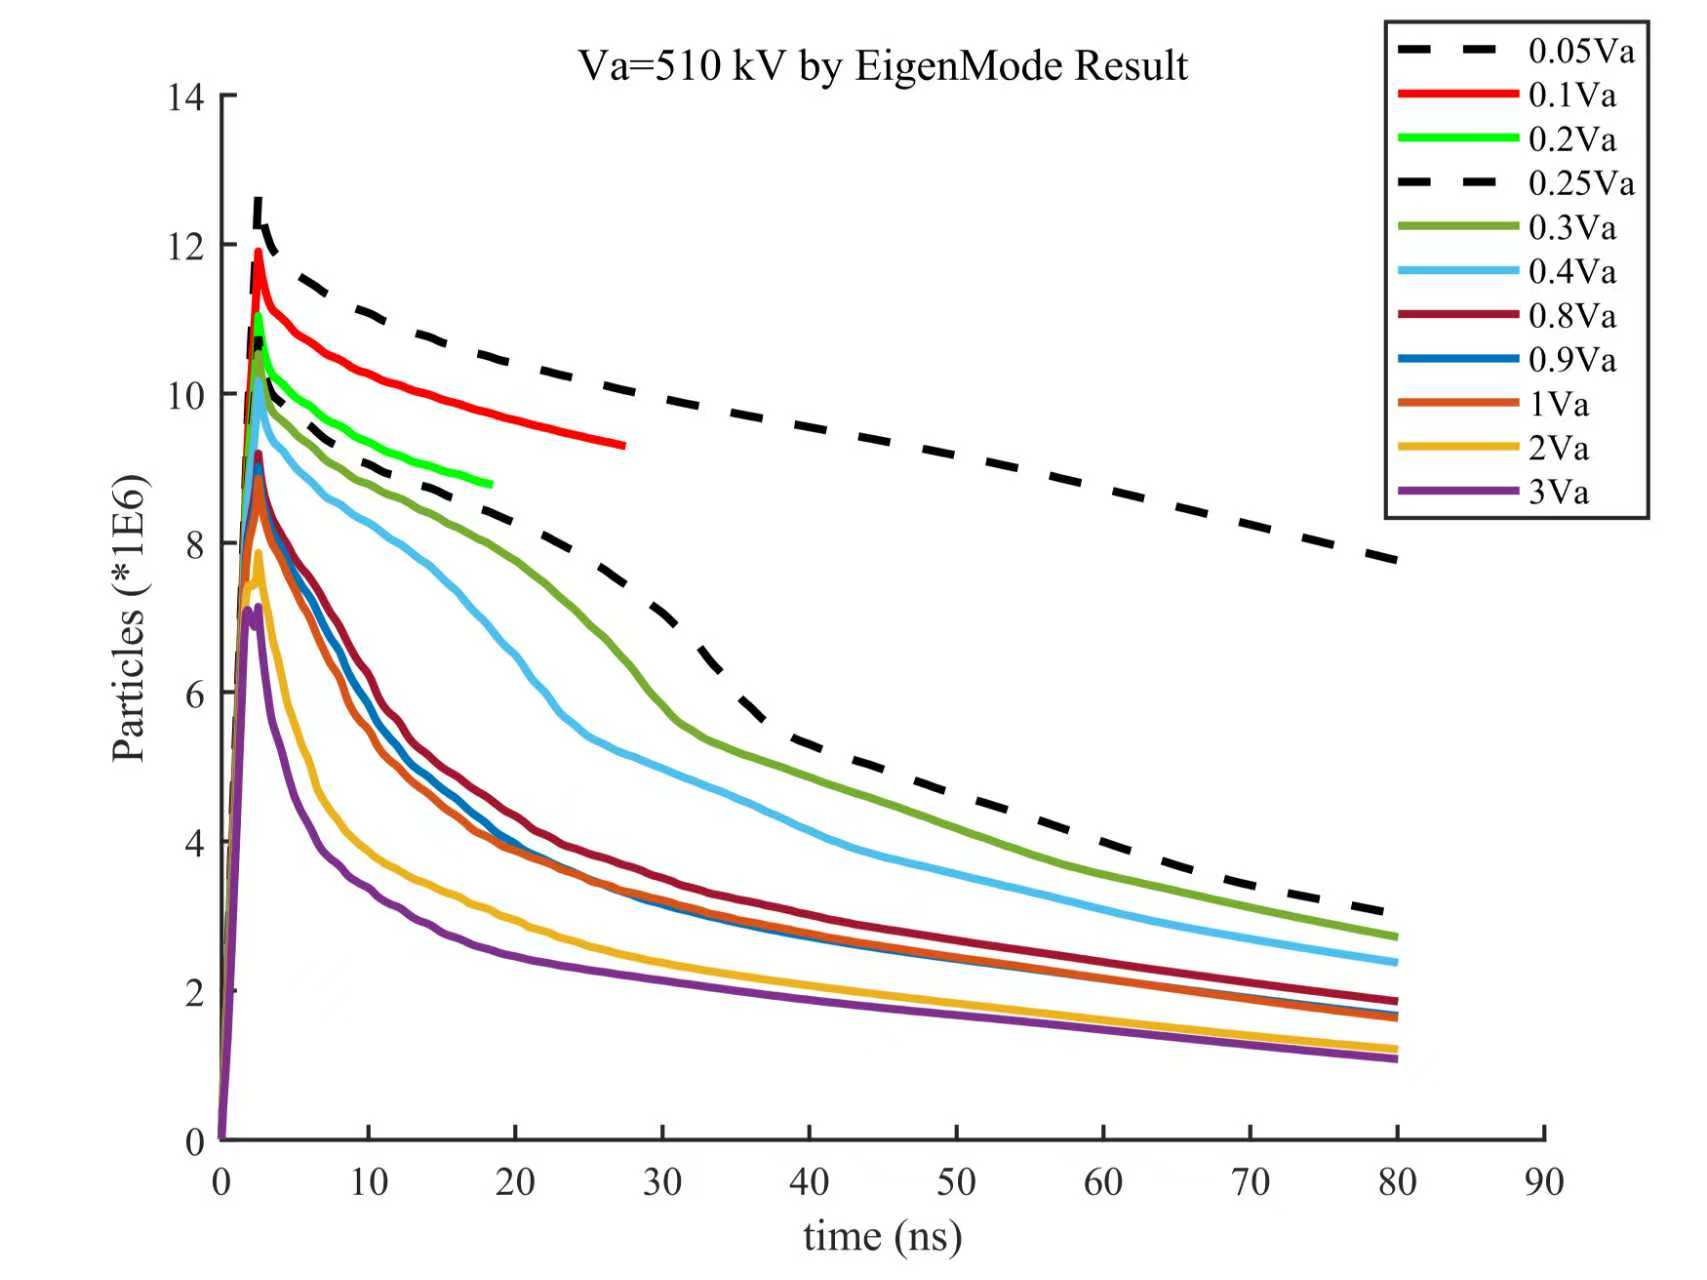 Va=510 kV by EigenMode Result
0.05Va
0.1Va
0.2Va
0.25Va
0.3Va
0.4Va
0.8Va
0.9Va
1Va
2Va
3Va
Particles (*1E6)
14
12
10
8
6
4
2
0
0 10 20 30 40 50 60 70 80 90
time (ns)